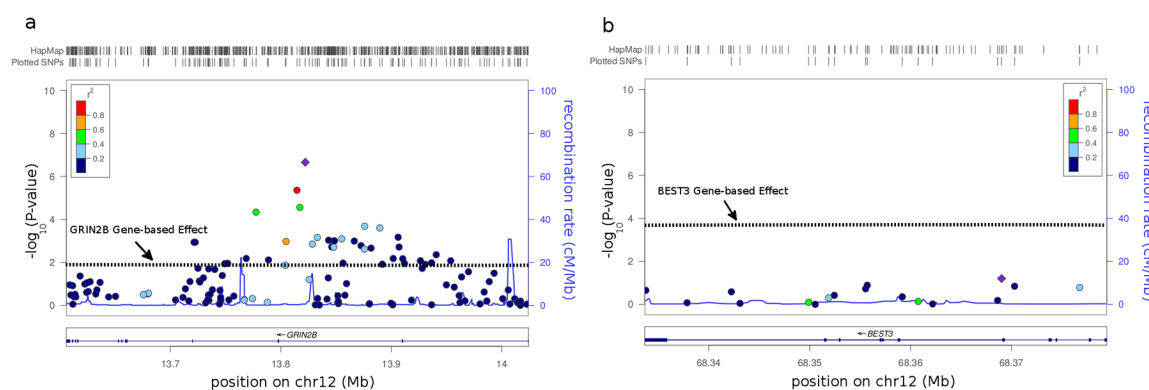 a
HapMap
Plotted SNPs
10
8
6
4
2
0
-log10(P-value)
r2
0.8
0.6
0.4
0.2
GRIN2B Gene-based Effect
100
80
60
40
20
0
recombination rate (cM/Mb)
←GRIN2B
13.7
13.8
13.9
14
position on chr12 (Mb)
b
HapMap
Plotted SNPs
10
8
6
4
2
0
-log10(P-value)
r2
0.8
0.6
0.4
0.2
BEST3 Gene-based Effect
100
80
60
40
20
0
recombination rate (cM/Mb)
←BEST3
68.34
68.35
68.36
68.37
position on chr12 (Mb)